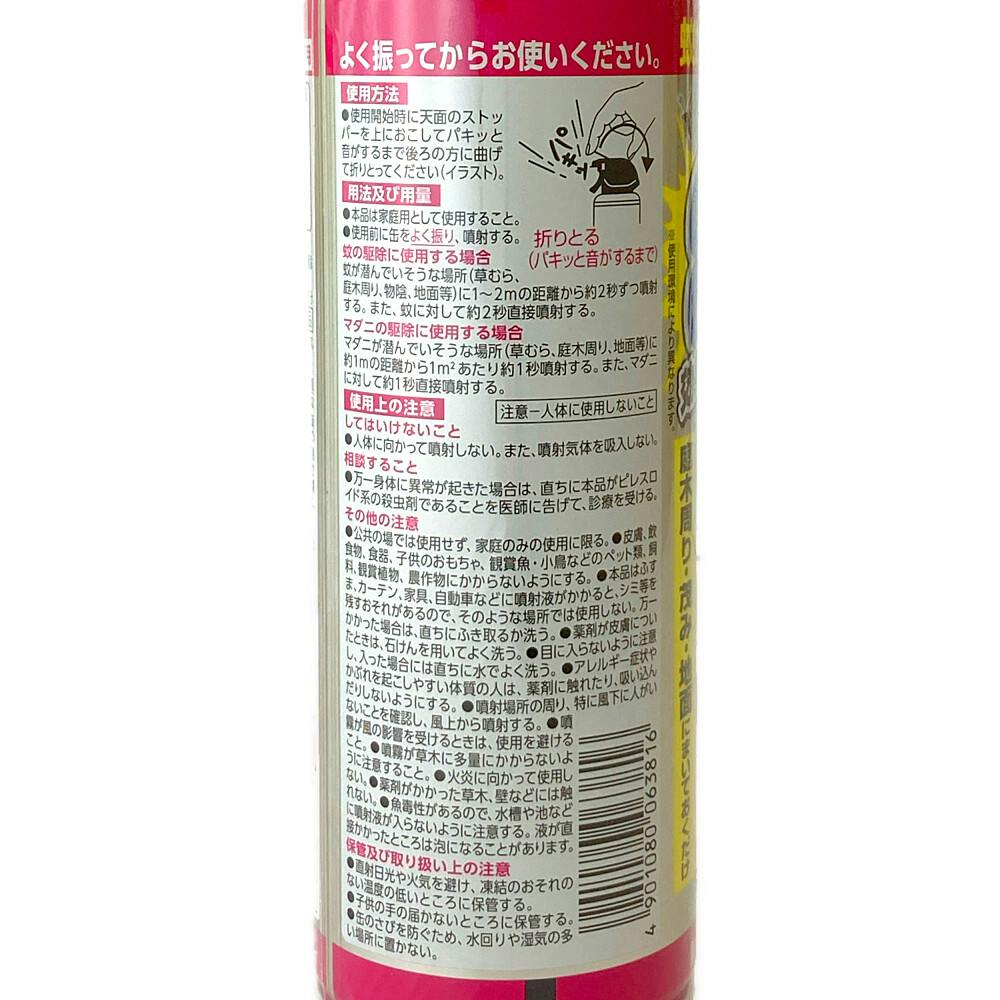 よく振ってからお使いください。
使用方法
●使用開始時に天面のストッ
パーを上におこしてパキッと
音がするまで後ろの方に曲げ
て折りとってください(イラスト)。
パキッ
折りとる
(パキッと音がするまで)
用法及び用量
●本品は家庭用として使用すること。
●使用前に缶をよく振り、噴射する。
蚊の駆除に使用する場合
蚊が潜んでいそうな場所(草むら、
庭木周り、物陰、地面等)に1〜2mの距離から約2秒ずつ噴射
する。また、蚊に対して約2秒直接噴射する。
マダニの駆除に使用する場合
マダニが潜んでいそうな場所(草むら、庭木周り、地面等)に
約1mの距離から1m²あたり約1秒噴射する。また、マダニ
に対して約1秒直接噴射する。
使用上の注意
注意−人体に使用しないこと
してはいけないこと
●人体に向かって噴射しない。また、噴射気体を吸入しない。
相談すること
●万一身体に異常が起きた場合は、直ちに本品がピレスロ
イド系の殺虫剤であることを医師に告げて、診療を受ける。
その他の注意
●公共の場では使用せず、家庭のみの使用に限る。●皮膚、飲
食物、食器、子供のおもちゃ、観賞魚・小鳥などのペット類、飼
料、観賞植物、農作物にかからないようにする。●本品はふす
ま、カーテン、家具、自動車などに噴射液がかかると、シミ等を
残すおそれがあるので、そのような場所では使用しない。万一
かかった場合は、直ちにふき取るか洗う。●薬剤が皮膚につい
たときは、石けんを用いてよく洗う。●目に入らないように注意
し、入った場合には直ちに水でよく洗う。●アレルギー症状や
かぶれを起こしやすい体質の人は、薬剤に触れたり、吸い込ん
だりしないようにする。●噴射場所の周り、特に風下に人がい
ないことを確認し、風上から噴射する。●噴
霧が風の影響を受けるときは、使用を避ける
こと。●噴霧が草木に多量にかからないよ
うに注意すること。●火炎に向かって使用し
ない。●薬剤がかかった草木、壁などには触
れない。●魚毒性があるので、水槽や池など
に噴射液が入らないように注意する。液が直
接かかったところは泡になることがあります。
保管及び取り扱い上の注意
●直射日光や火気を避け、凍結のおそれの
ない温度の低いところに保管する。
●子供の手の届かないところに保管する。
●缶のさびを防ぐため、水回りや湿気の多
い場所に置かない。
4 901080 063816
※使用環境により異なります。
庭木周り・茂み・地面にまいておくだけ